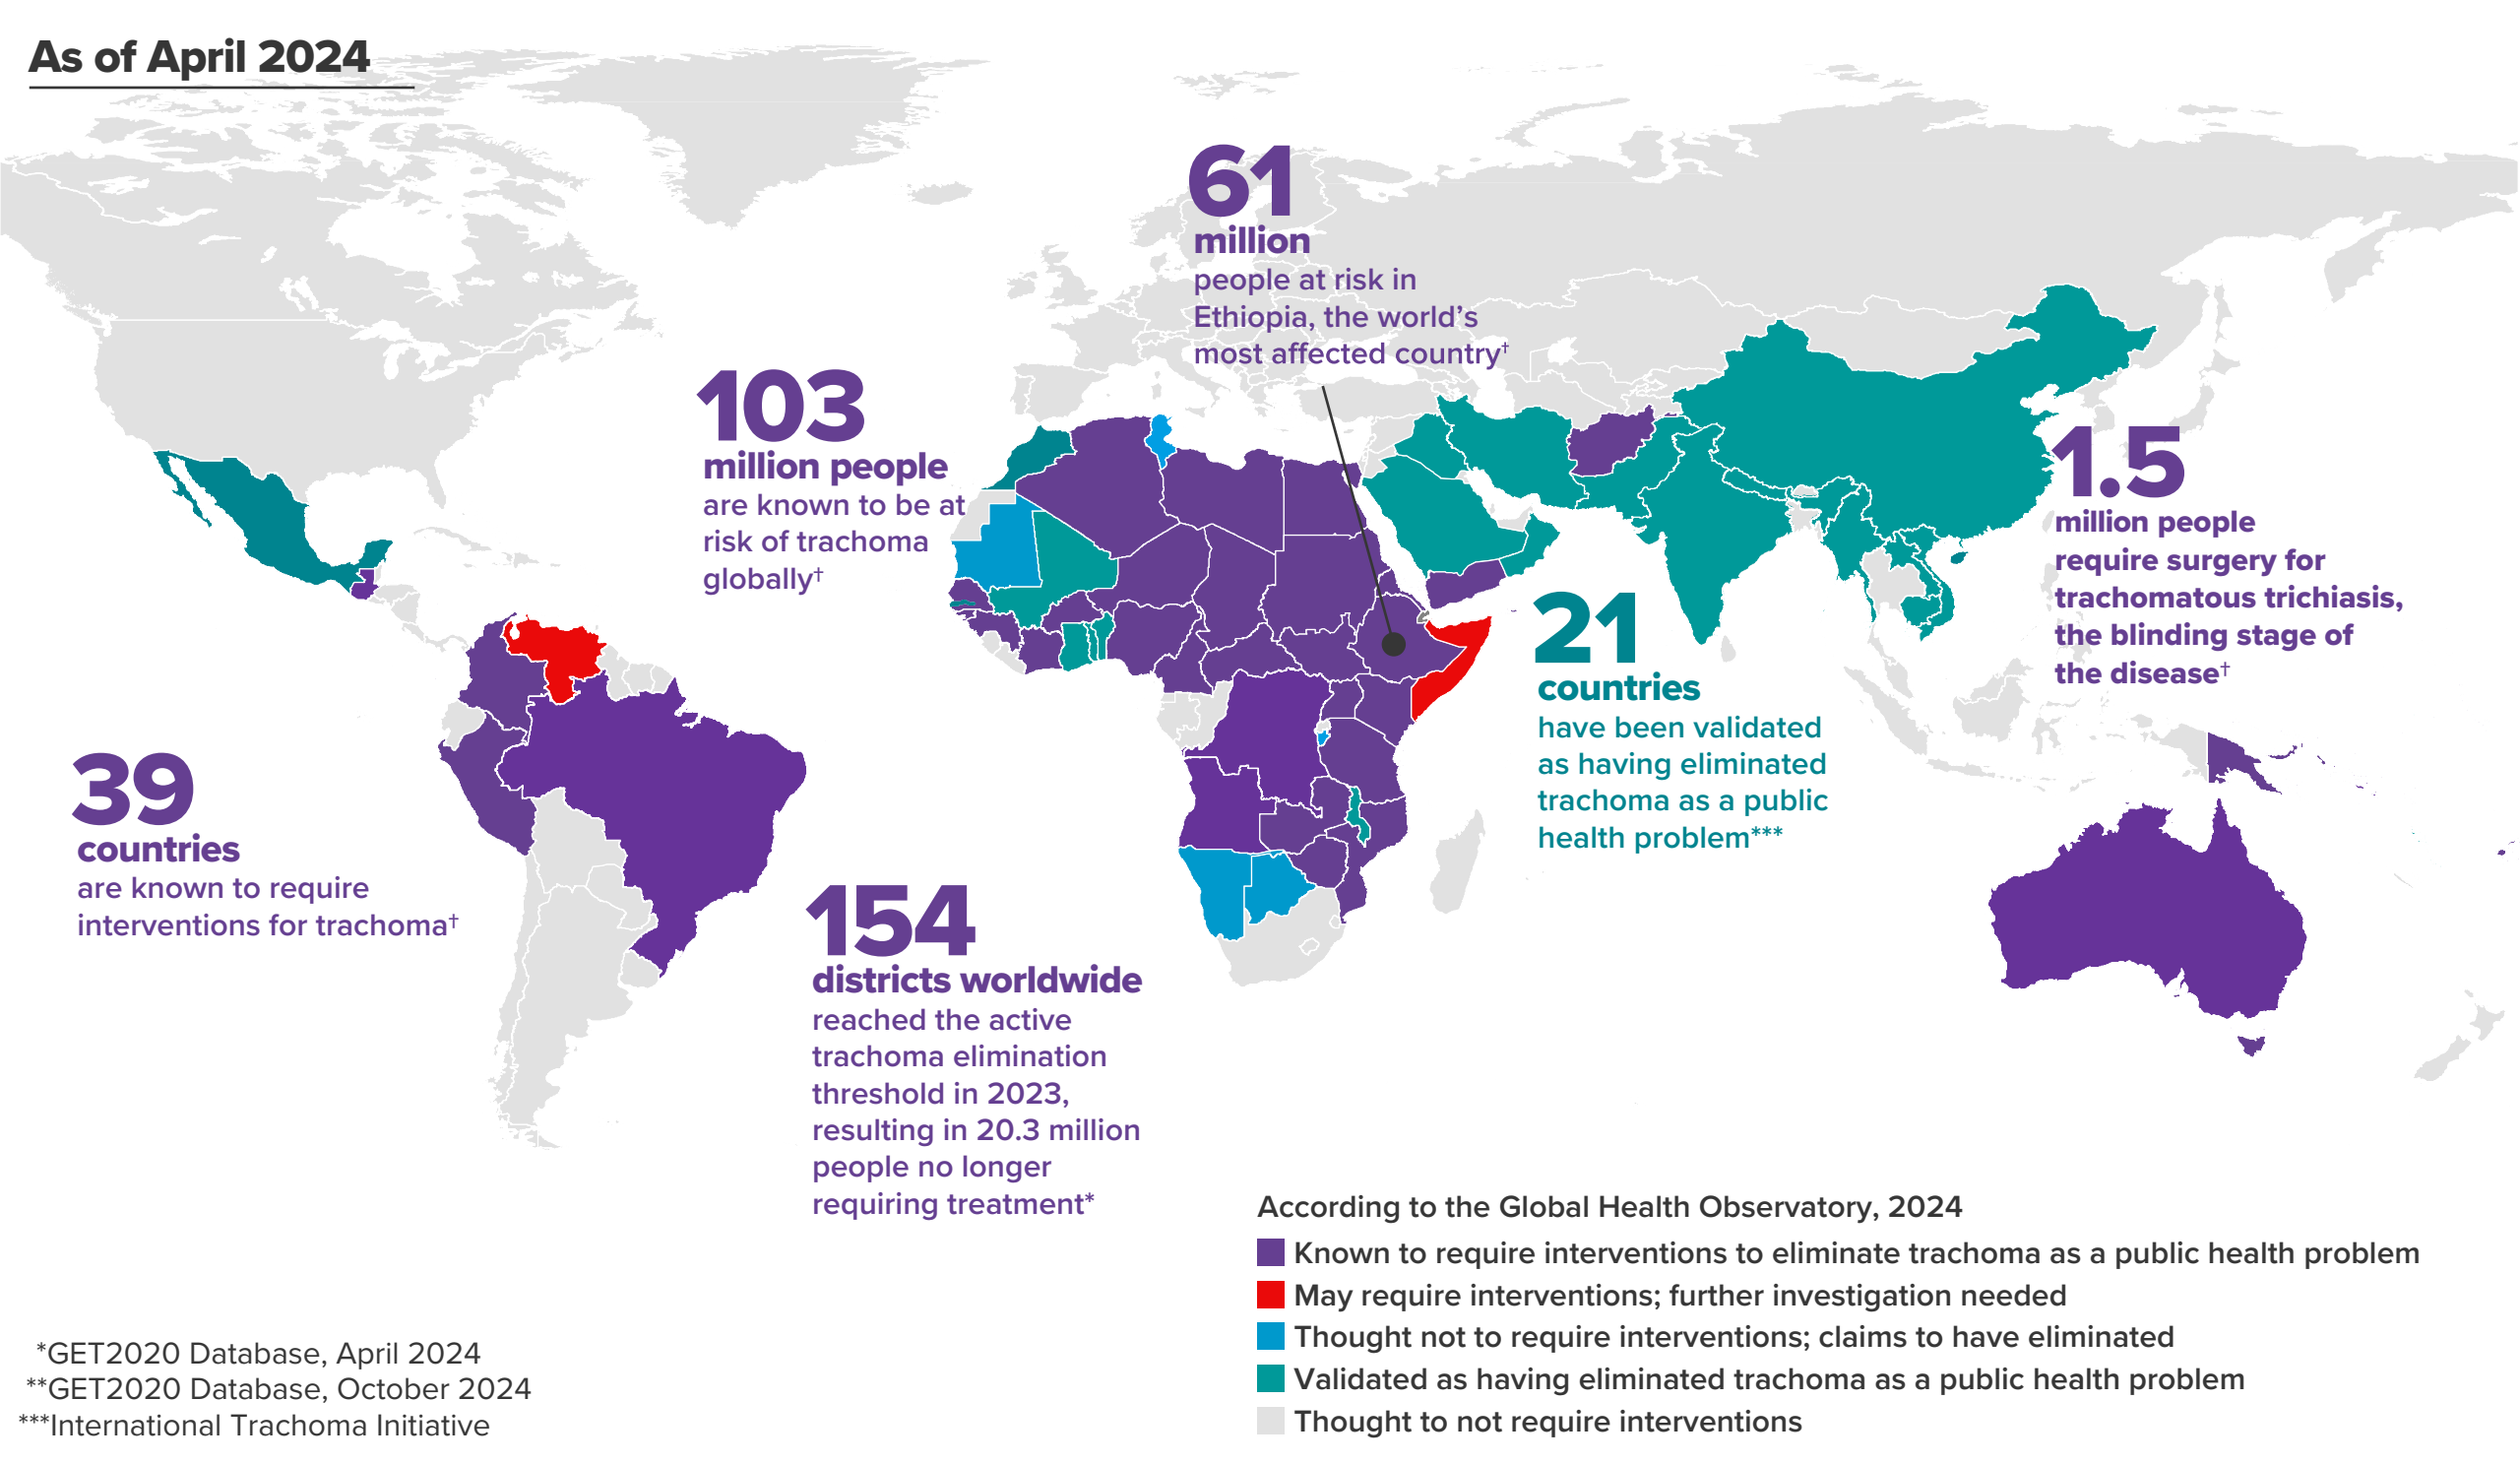 As of April 2024
61
million
people at risk in
Ethiopia, the world’s
most affected country†
103
million people
are known to be at
risk of trachoma
globally†
1.5
million people
require surgery for
trachomatous trichiasis,
the blinding stage of
the disease†
21
countries
have been validated
as having eliminated
trachoma as a public
health problem***
39
countries
are known to require
interventions for trachoma†
154
districts worldwide
reached the active
trachoma elimination
threshold in 2023,
resulting in 20.3 million
people no longer
requiring treatment*
According to the Global Health Observatory, 2024
Known to require interventions to eliminate trachoma as a public health problem
May require interventions; further investigation needed
Thought not to require interventions; claims to have eliminated
Validated as having eliminated trachoma as a public health problem
Thought to not require interventions
*GET2020 Database, April 2024
**GET2020 Database, October 2024
***International Trachoma Initiative